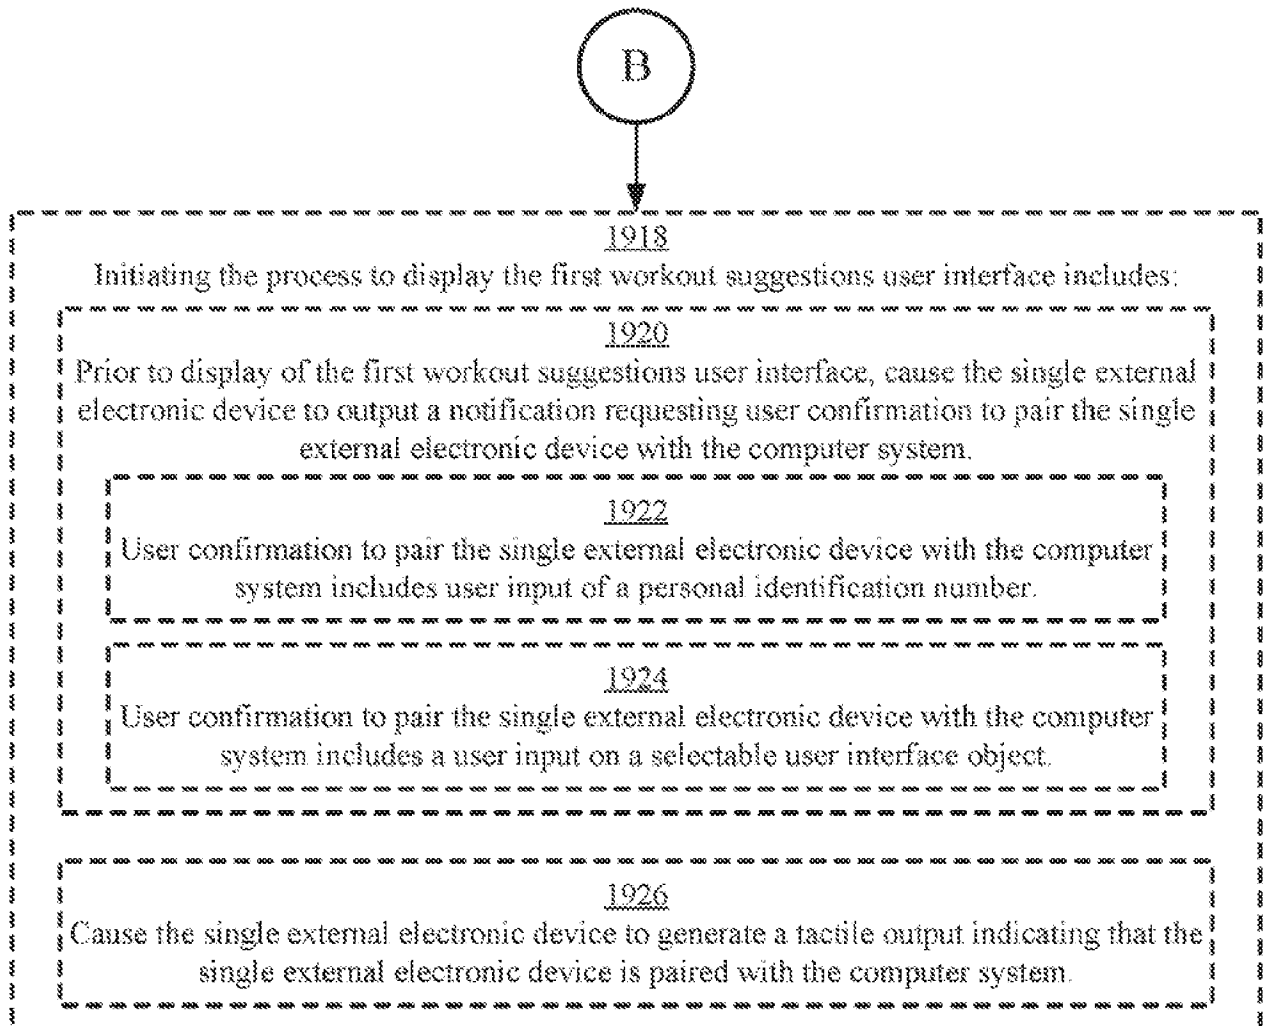 B
1918
Initiating the process to display the first workout suggestions user interface includes:
1920
Prior to display of the first workout suggestions user interface, cause the single external
electronic device to output a notification requesting user confirmation to pair the single
external electronic device with the computer system.
1922
User confirmation to pair the single external electronic device with the computer
system includes user input of a personal identification number.
1924
User confirmation to pair the single external electronic device with the computer
system includes a user input on a selectable user interface object.
1926
Cause the single external electronic device to generate a tactile output indicating that the
single external electronic device is paired with the computer system.